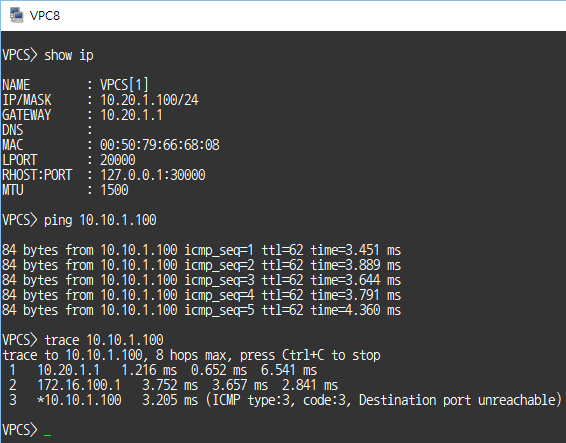 VPC8
VPCS> show ip
NAME : VPCS[1]
IP/MASK : 10.20.1.100/24
GATEWAY : 10.20.1.1
DNS :
MAC : 00:50:79:66:68:08
LPORT : 20000
RHOST:PORT : 127.0.0.1:30000
MTU : 1500
VPCS> ping 10.10.1.100
84 bytes from 10.10.1.100 icmp_seq=1 ttl=62 time=3.451 ms
84 bytes from 10.10.1.100 icmp_seq=2 ttl=62 time=3.889 ms
84 bytes from 10.10.1.100 icmp_seq=3 ttl=62 time=3.644 ms
84 bytes from 10.10.1.100 icmp_seq=4 ttl=62 time=3.791 ms
84 bytes from 10.10.1.100 icmp_seq=5 ttl=62 time=4.360 ms
VPCS> trace 10.10.1.100
trace to 10.10.1.100, 8 hops max, press Ctrl+C to stop
1 10.20.1.1 1.216 ms 0.652 ms 6.541 ms
2 172.16.100.1 3.752 ms 3.657 ms 2.841 ms
3 *10.10.1.100 3.205 ms (ICMP type:3, code:3, Destination port unreachable)
VPCS> _